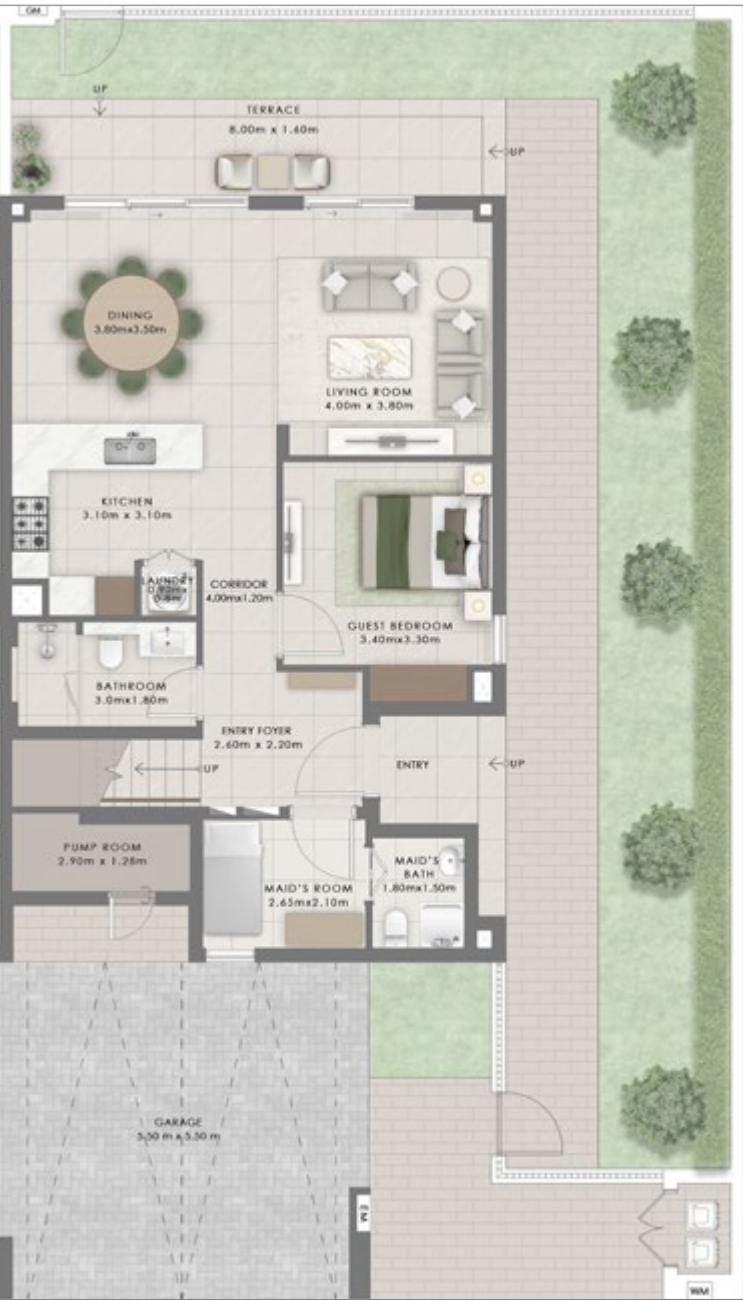 GM
UP
TERRACE
8.00m x 1.60m
UP
DINING
3.80mx3.50m
LIVING ROOM
4.00m x 3.80m
KITCHEN
3.10m x 3.10m
LAUNDRY
CORRIDOR
4.00mx1.20m
GUEST BEDROOM
3.40mx3.30m
BATHROOM
3.0mx1.80m
ENTRY FOYER
2.60m x 2.20m
UP
ENTRY
UP
PUMP ROOM
2.90m x 1.28m
MAID'S ROOM
2.65mx2.10m
MAID'S
BATH
1.80mx1.50m
GARAGE
5.50 m x 5.50 m
WM